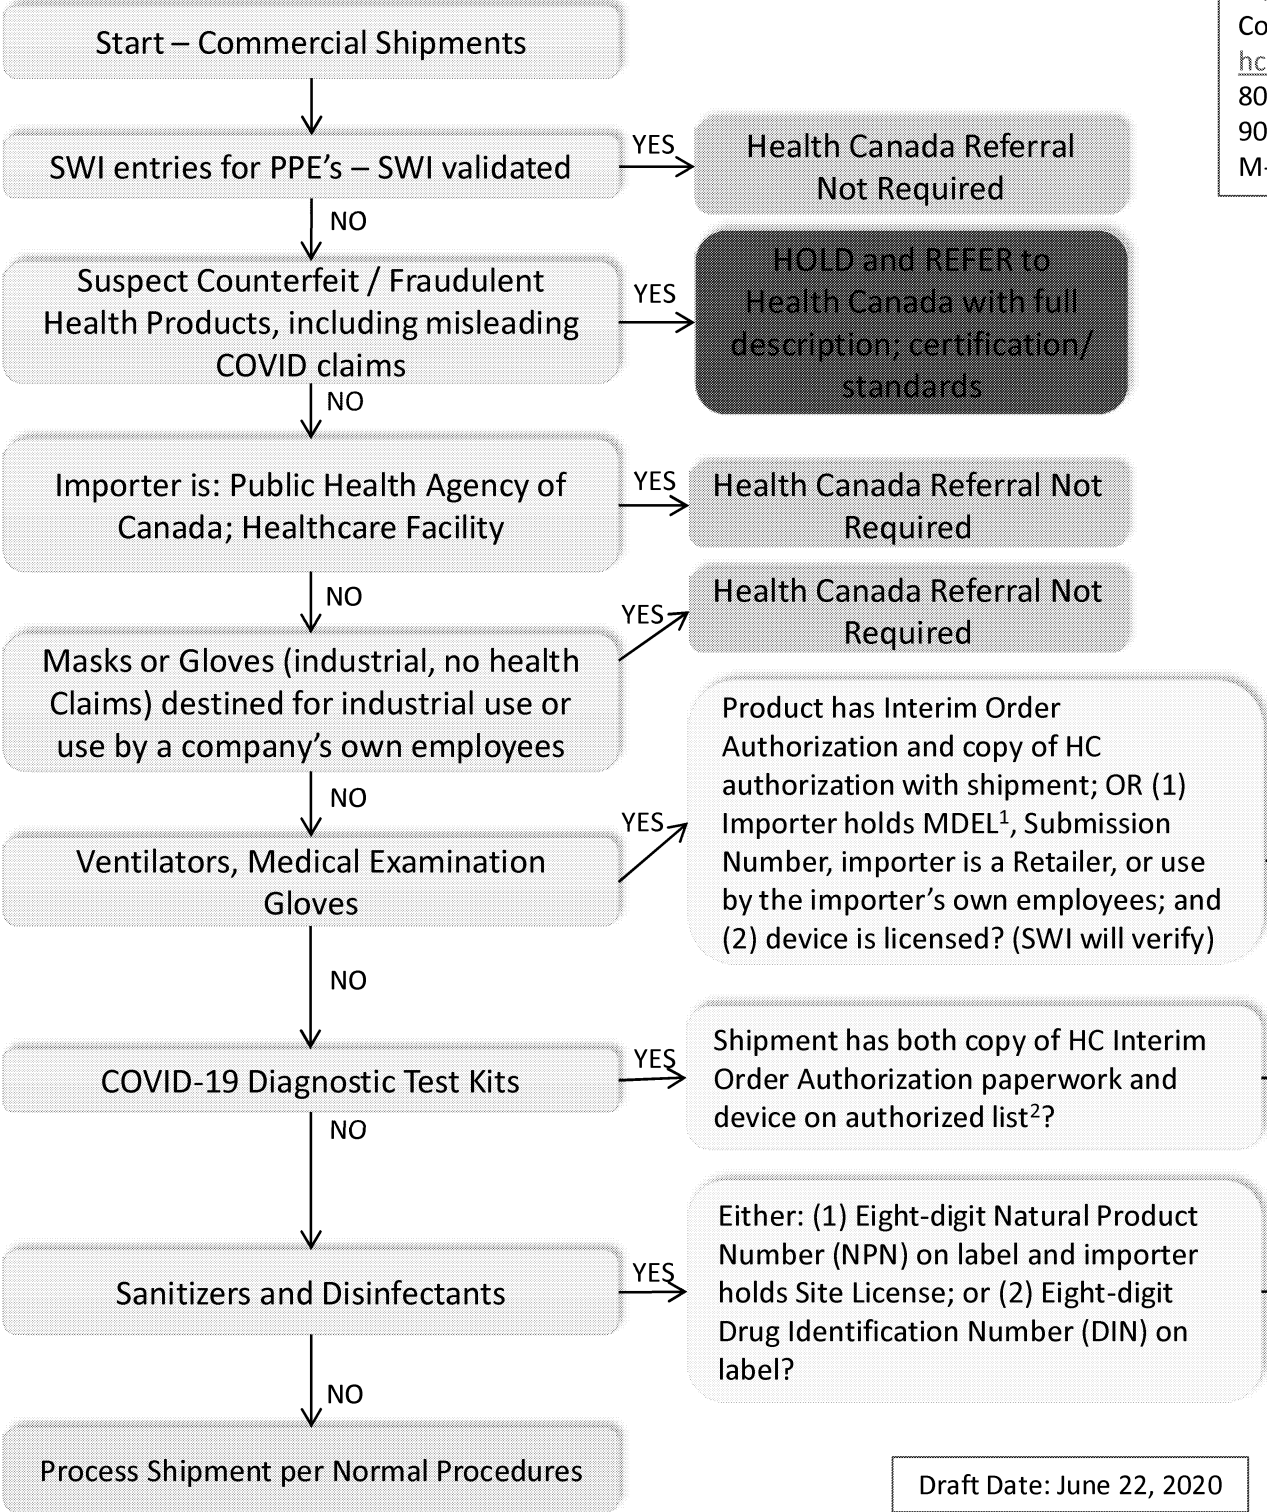 Start – Commercial Shipments
Co
hc
80
90
M-
SWI entries for PPE's – SWI validated
YES
Health Canada Referral
Not Required
NO
Suspect Counterfeit / Fraudulent
Health Products, including misleading
COVID claims
YES
HOLD and REFER to
Health Canada with full
description; certification/
standards
NO
Importer is: Public Health Agency of
Canada; Healthcare Facility
YES
Health Canada Referral Not
Required
NO
Masks or Gloves (industrial, no health
Claims) destined for industrial use or
use by a company's own employees
YES
Health Canada Referral Not
Required
NO
Ventilators, Medical Examination
Gloves
YES
Product has Interim Order
Authorization and copy of HC
authorization with shipment; OR (1)
Importer holds MDEL¹, Submission
Number, importer is a Retailer, or use
by the importer's own employees; and
(2) device is licensed? (SWI will verify)
NO
COVID-19 Diagnostic Test Kits
YES
Shipment has both copy of HC Interim
Order Authorization paperwork and
device on authorized list²?
NO
Sanitizers and Disinfectants
YES
Either: (1) Eight-digit Natural Product
Number (NPN) on label and importer
holds Site License; or (2) Eight-digit
Drug Identification Number (DIN) on
label?
NO
Process Shipment per Normal Procedures
Draft Date: June 22, 2020